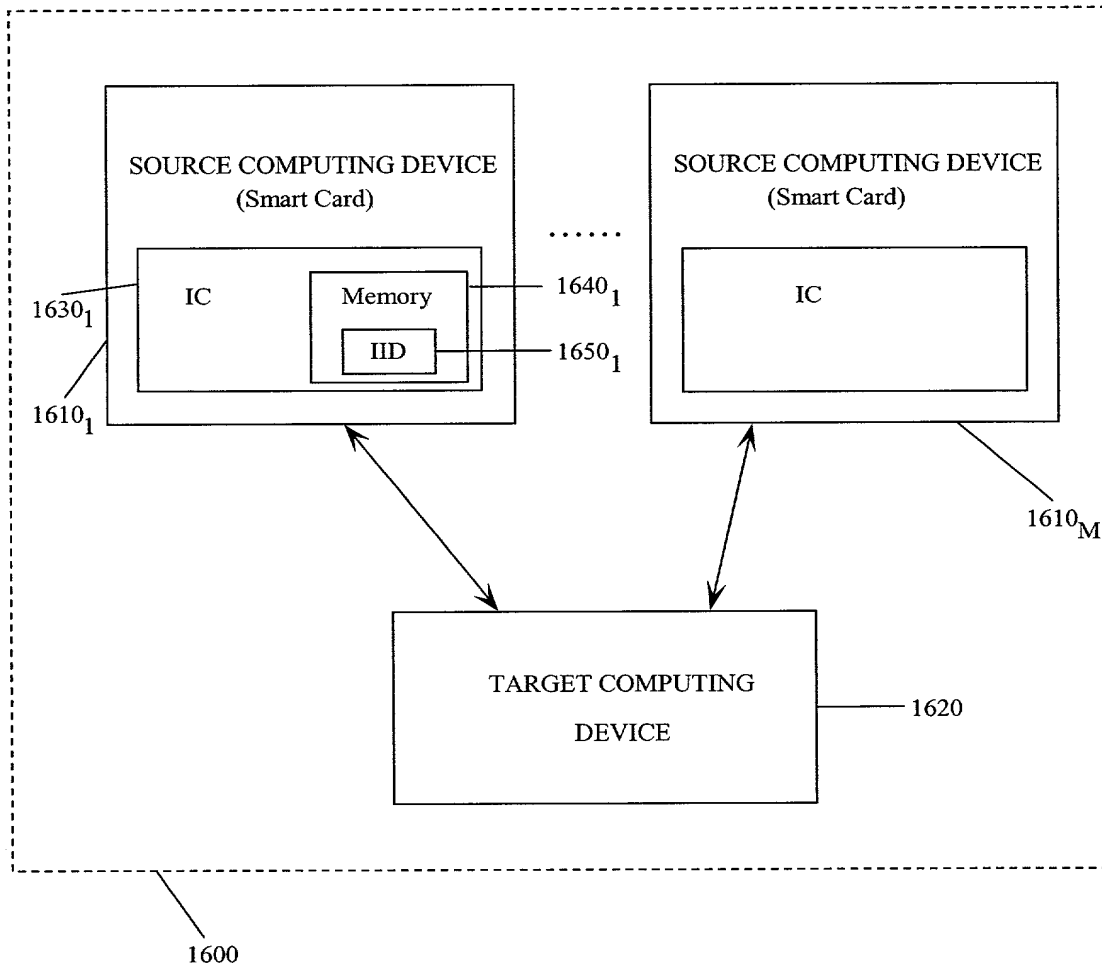 SOURCE COMPUTING DEVICE
(Smart Card)
SOURCE COMPUTING DEVICE
(Smart Card)
......
IC
Memory
IID
IC
1630₁
1640₁
1650₁
1610₁
1610M
TARGET COMPUTING
DEVICE
1620
1600